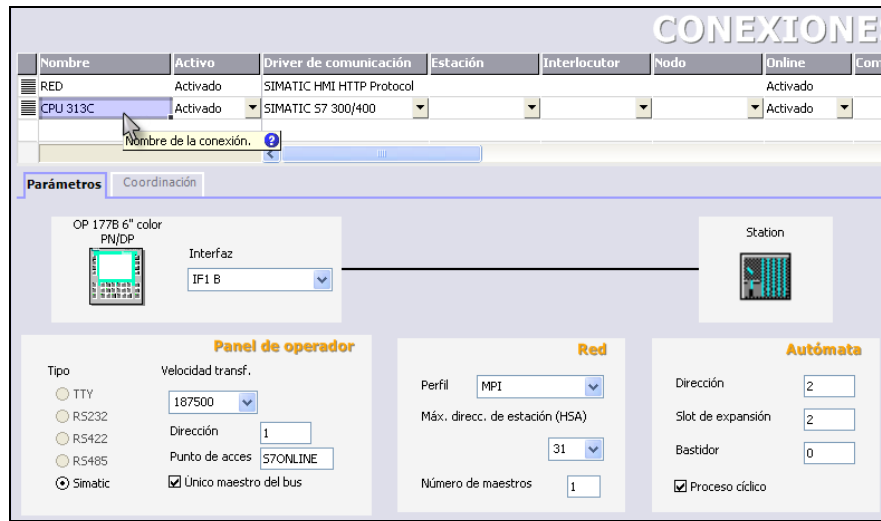 CONEXIONE
Nombre Activo Driver de comunicación Estación Interlocutor Nodo Online Com
RED Activado SIMATIC HMI HTTP Protocol Activado
CPU 313C Activado SIMATIC S7 300/400 Activado
Nombre de la conexión.
Parámetros Coordinación
OP 177B 6" color
PN/DP
Interfaz
IF1 B
Station
Panel de operador
Tipo Velocidad transf.
TTY
187500
RS232
Dirección 1
RS422
Punto de acces S7ONLINE
RS485
Simatic Único maestro del bus
Red
Perfil MPI
Máx. direcc. de estación (HSA)
31
Número de maestros 1
Autómata
Dirección 2
Slot de expansión 2
Bastidor 0
Proceso cíclico